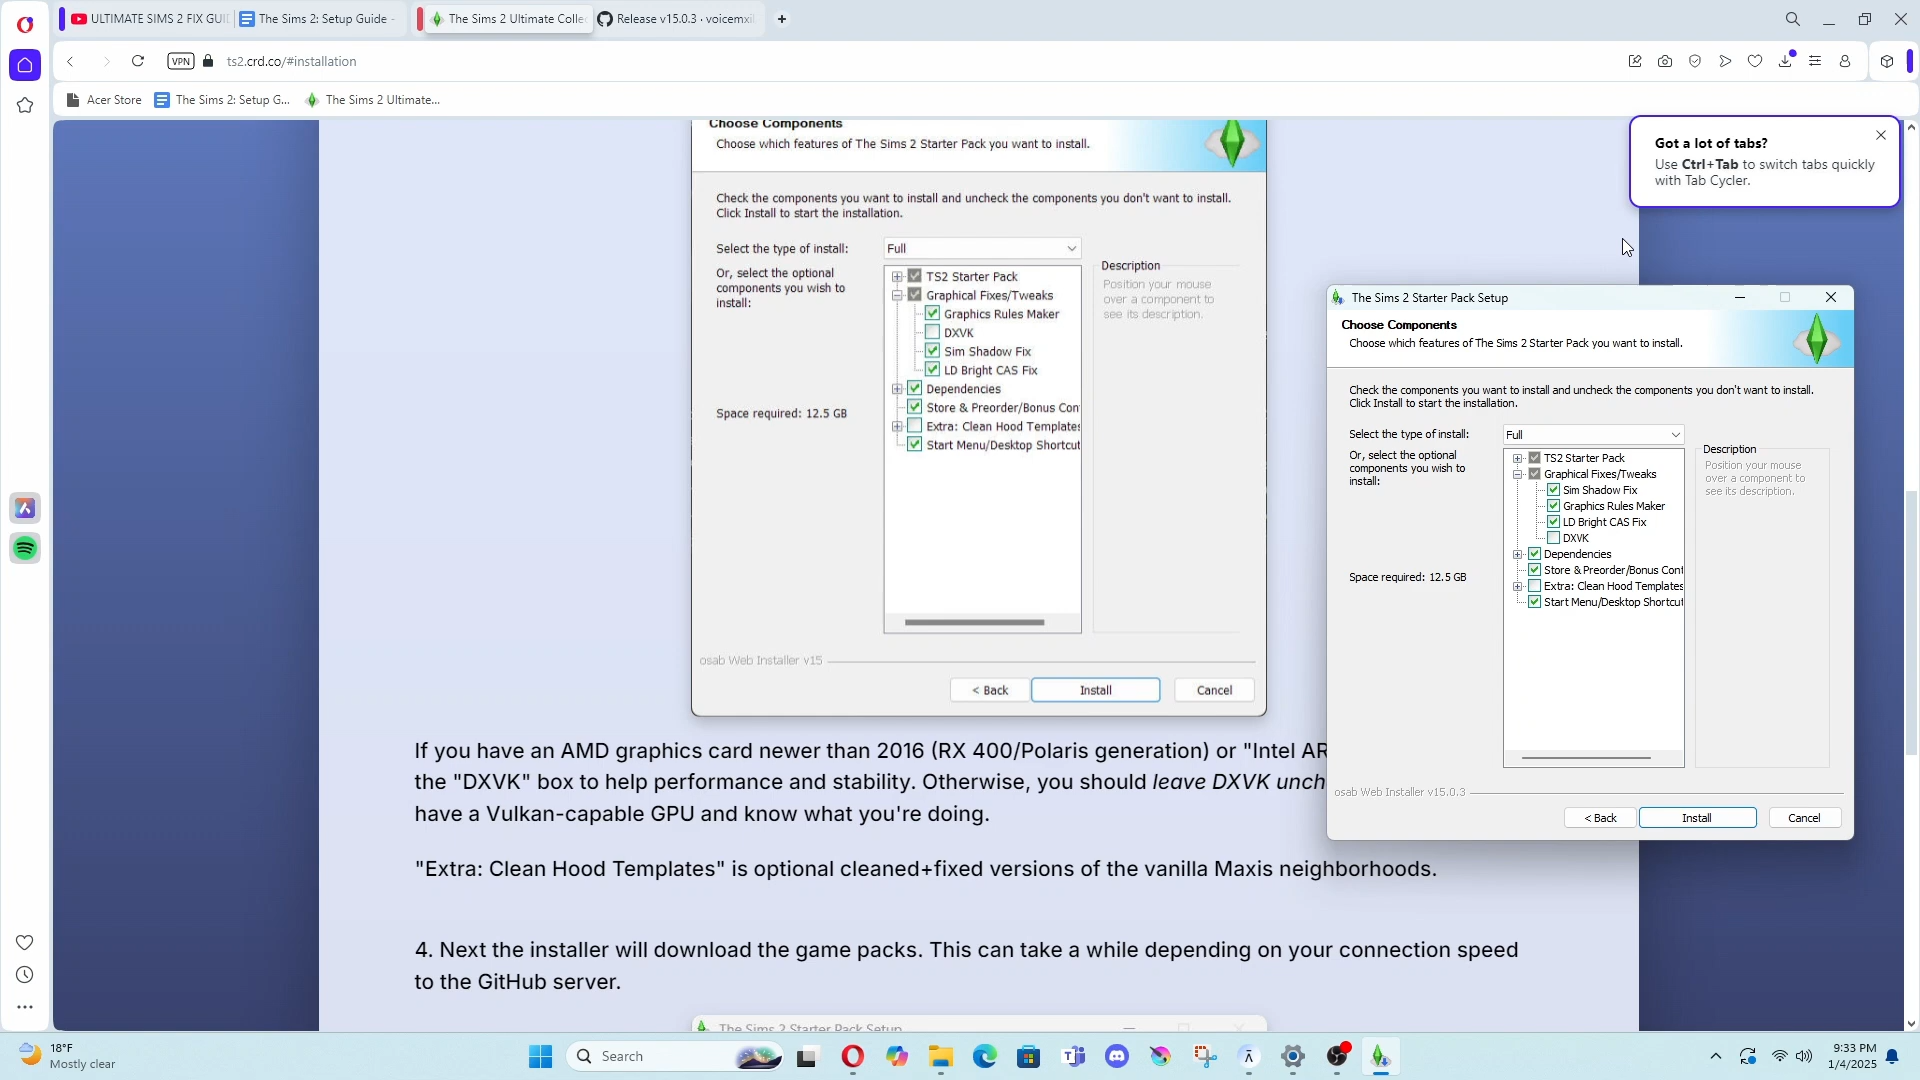 ULTIMATE SIMS 2 FIX GUI
The Sims 2: Setup Guide -
The Sims 2 Ultimate Colle
Release v15.0.3 · voicemxi
VPN
ts2.crd.co/#installation
Acer Store
The Sims 2: Setup G...
The Sims 2 Ultimate...
Got a lot of tabs?
Use Ctrl+Tab to switch tabs quickly
with Tab Cycler.
Choose Components
Choose which features of The Sims 2 Starter Pack you want to install.
Check the components you want to install and uncheck the components you don't want to install.
Click Install to start the installation.
Select the type of install:
Full
Or, select the optional
components you wish to
install:
TS2 Starter Pack
Graphical Fixes/Tweaks
Graphics Rules Maker
DXVK
Sim Shadow Fix
LD Bright CAS Fix
Dependencies
Store & Preorder/Bonus Con
Extra: Clean Hood Templates
Start Menu/Desktop Shortcut
Description
Position your mouse
over a component to
see its description.
Space required: 12.5 GB
osab Web Installer v15
< Back
Install
Cancel
The Sims 2 Starter Pack Setup
Choose Components
Choose which features of The Sims 2 Starter Pack you want to install.
Check the components you want to install and uncheck the components you don't want to install.
Click Install to start the installation.
Select the type of install:
Full
Or, select the optional
components you wish to
install:
TS2 Starter Pack
Graphical Fixes/Tweaks
Sim Shadow Fix
Graphics Rules Maker
LD Bright CAS Fix
DXVK
Dependencies
Store & Preorder/Bonus Cont
Extra: Clean Hood Templates
Start Menu/Desktop Shortcut
Description
Position your mouse
over a component to
see its description.
Space required: 12.5 GB
osab Web Installer v15.0.3
< Back
Install
Cancel
If you have an AMD graphics card newer than 2016 (RX 400/Polaris generation) or "Intel AR
the "DXVK" box to help performance and stability. Otherwise, you should leave DXVK unch
have a Vulkan-capable GPU and know what you're doing.
"Extra: Clean Hood Templates" is optional cleaned+fixed versions of the vanilla Maxis neighborhoods.
4. Next the installer will download the game packs. This can take a while depending on your connection speed
to the GitHub server.
The Sims 2 Starter Pack Setup
18°F
Mostly clear
Search
9:33 PM
1/4/2025